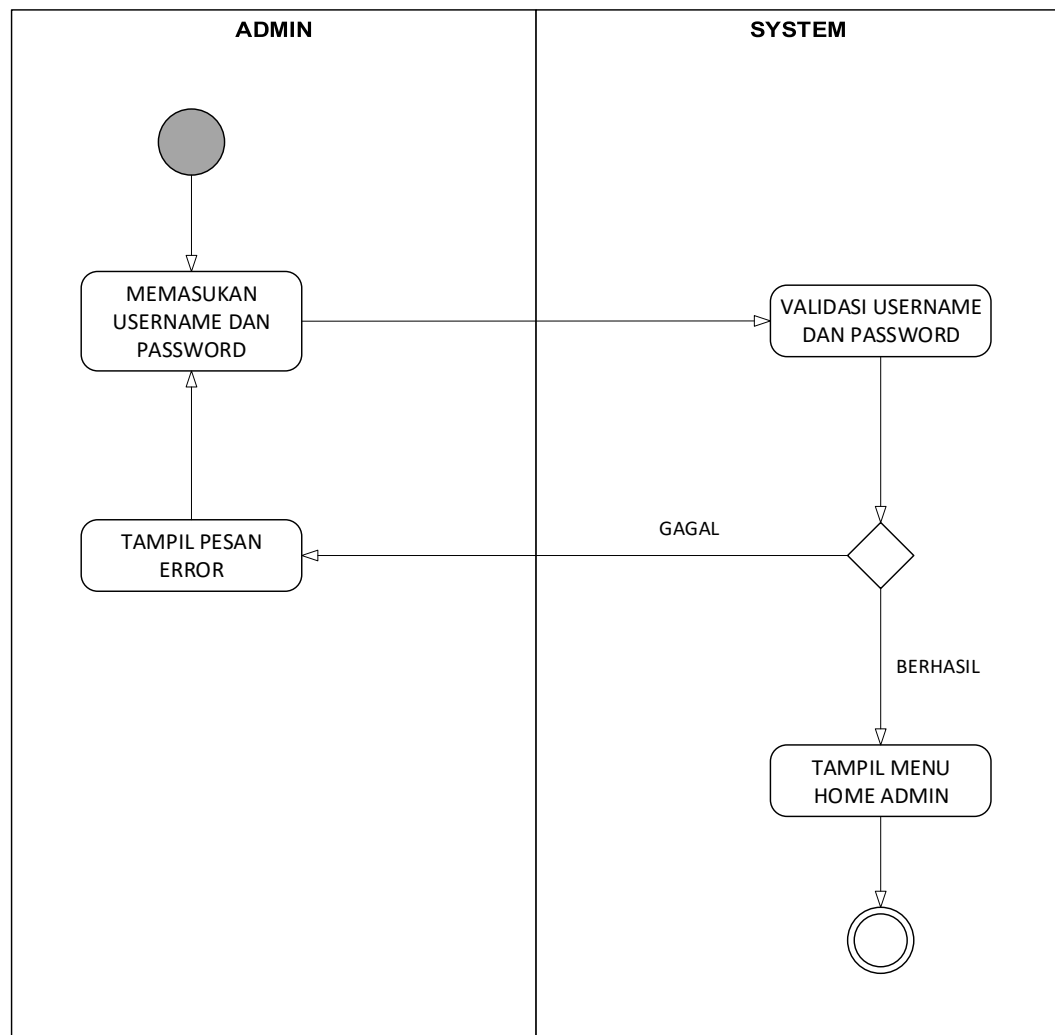 ADMIN
SYSTEM
MEMASUKAN
USERNAME DAN
PASSWORD
VALIDASI USERNAME
DAN PASSWORD
TAMPIL PESAN
ERROR
GAGAL
BERHASIL
TAMPIL MENU
HOME ADMIN